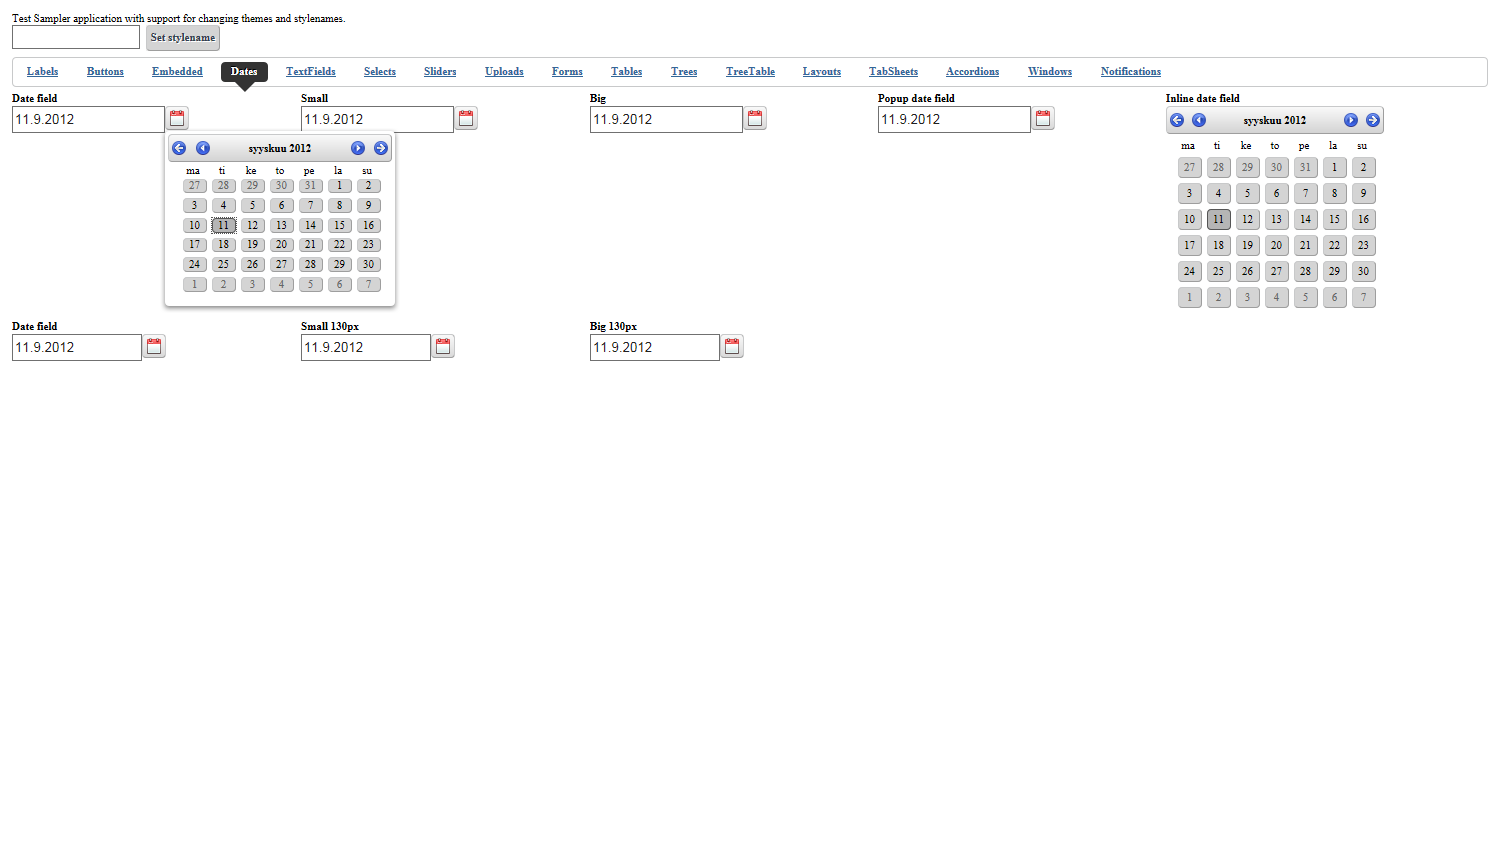 Test Sampler application with support for changing themes and stylenames.
Set stylename
Labels Buttons Embedded Dates TextFields Selects Sliders Uploads Forms Tables Trees TreeTable Layouts TabSheets Accordions Windows Notifications
Date field Small Big Popup date field Inline date field
11.9.2012 11.9.2012 11.9.2012 11.9.2012
syyskuu 2012
ma ti ke to pe la su
27 28 29 30 31 1 2
3 4 5 6 7 8 9
10 11 12 13 14 15 16
17 18 19 20 21 22 23
24 25 26 27 28 29 30
1 2 3 4 5 6 7
syyskuu 2012
ma ti ke to pe la su
27 28 29 30 31 1 2
3 4 5 6 7 8 9
10 11 12 13 14 15 16
17 18 19 20 21 22 23
24 25 26 27 28 29 30
1 2 3 4 5 6 7
Date field Small 130px Big 130px
11.9.2012 11.9.2012 11.9.2012